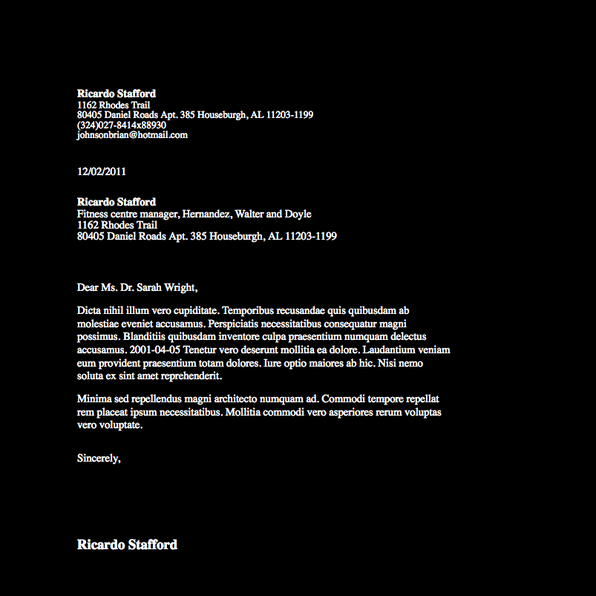 Ricardo Stafford
1162 Rhodes Trail
80405 Daniel Roads Apt. 385 Houseburgh, AL 11203-1199
(324)027-8414x88930
johnsonbrian@hotmail.com
12/02/2011
Ricardo Stafford
Fitness centre manager, Hernandez, Walter and Doyle
1162 Rhodes Trail
80405 Daniel Roads Apt. 385 Houseburgh, AL 11203-1199
Dear Ms. Dr. Sarah Wright,
Dicta nihil illum vero cupiditate. Temporibus recusandae quis quibusdam ab
molestiae eveniet accusamus. Perspiciatis necessitatibus consequatur magni
possimus. Blanditiis quibusdam inventore culpa praesentium numquam delectus
accusamus. 2001-04-05 Tenetur vero deserunt mollitia ea dolore. Laudantium veniam
eum provident praesentium totam dolores. Iure optio maiores ab hic. Nisi nemo
soluta ex sint amet reprehenderit.
Minima sed repellendus magni architecto numquam ad. Commodi tempore repellat
rem placeat ipsum necessitatibus. Mollitia commodi vero asperiores rerum voluptas
vero voluptate.
Sincerely,
Ricardo Stafford